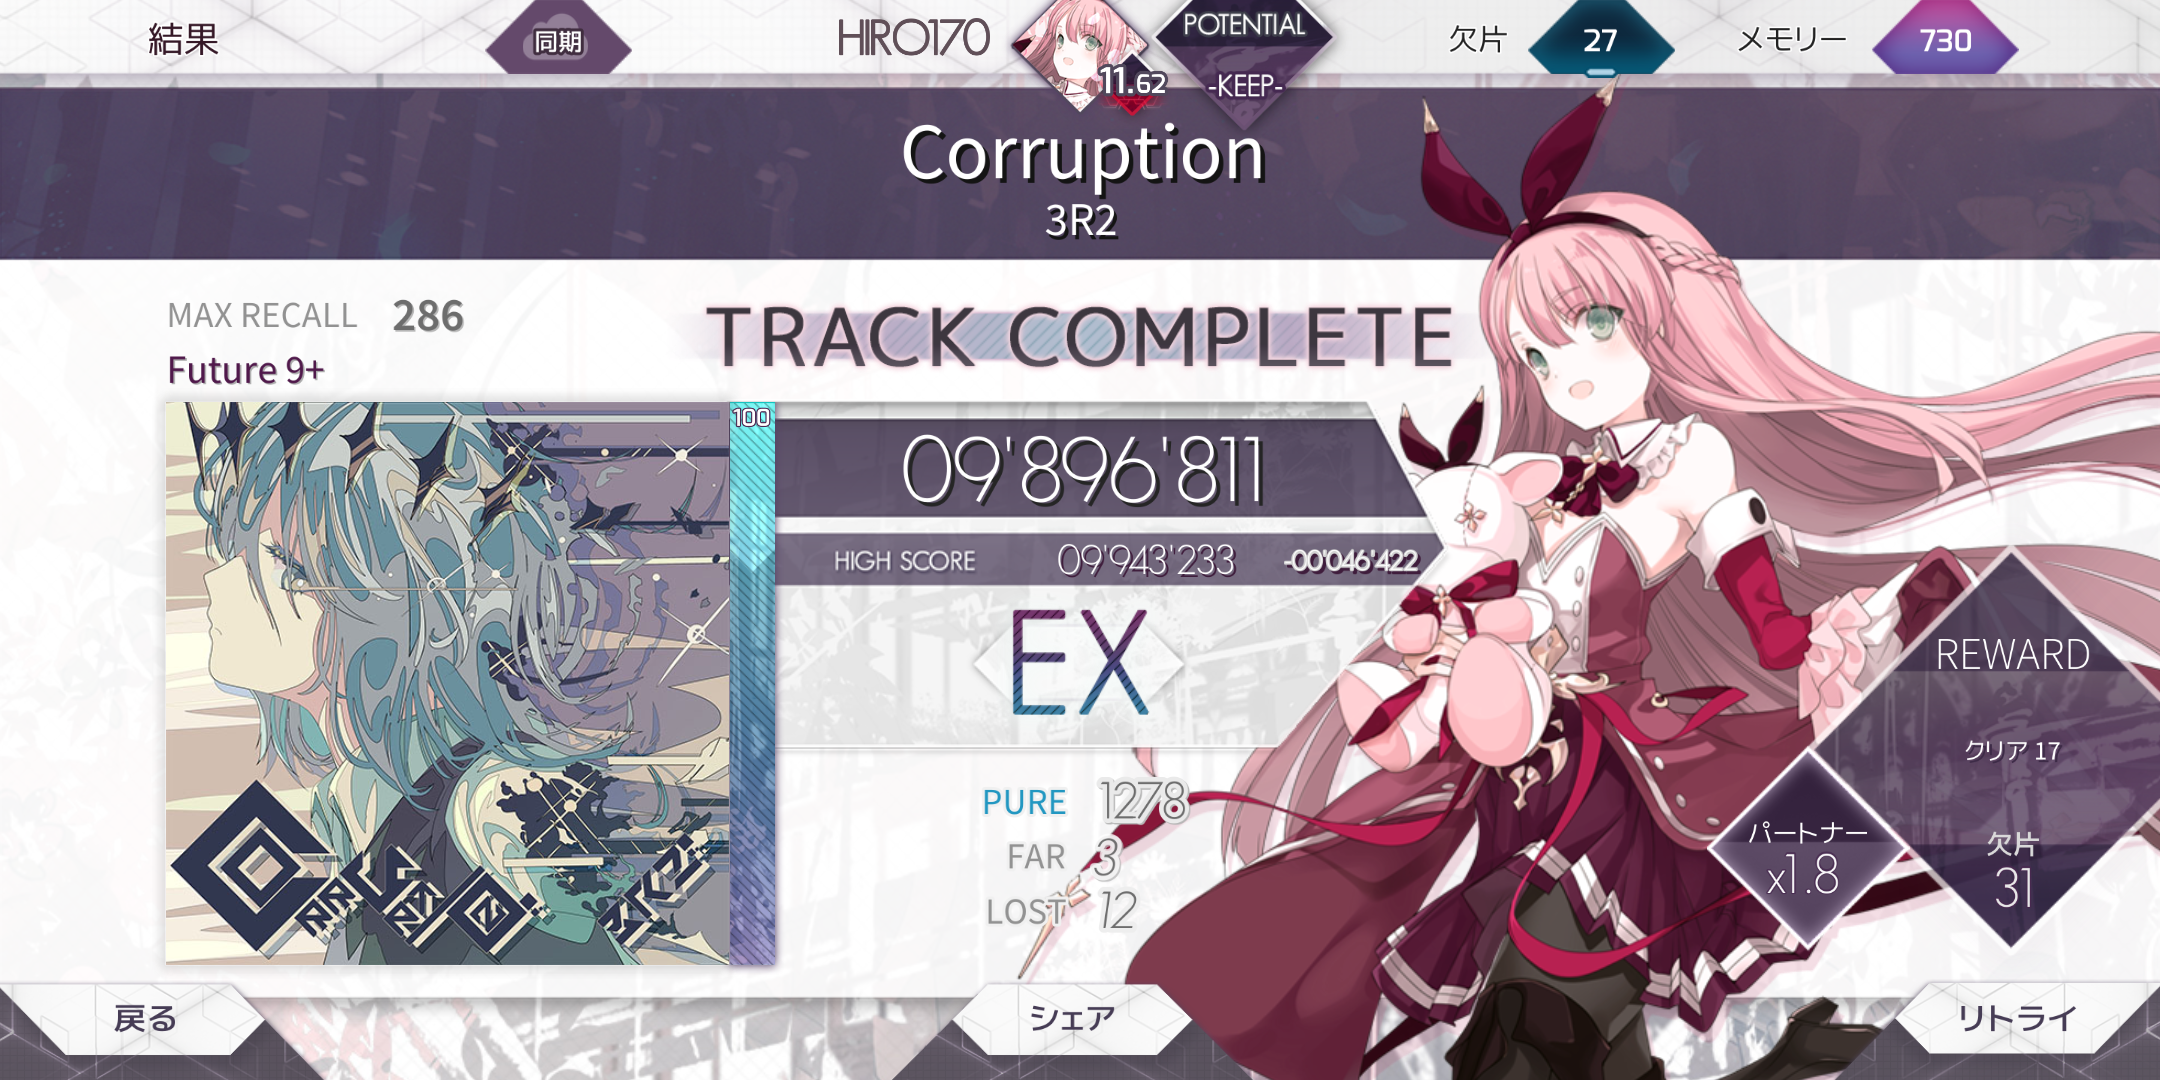 結果
同期
HIRO170
11.62
POTENTIAL
-KEEP-
欠片
27
メモリー
730
Corruption
3R2
MAX RECALL 286
Future 9+
TRACK COMPLETE
100
09'896'811
HIGH SCORE 09'943'233 -00'046'422
EX
PURE 1278
FAR 3
LOST 12
REWARD
クリア 17
パートナー
x1.8
欠片
31
戻る
シェア
リトライ